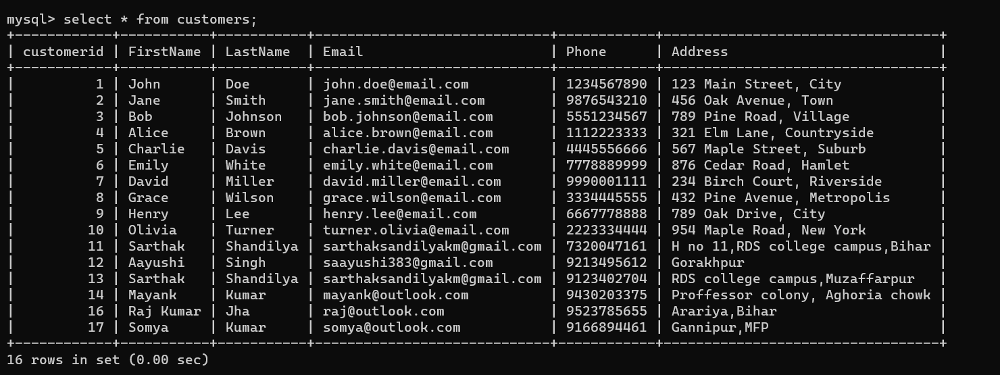 mysql> select * from customers;
+------------+-----------+-----------+-----------------------------+------------+----------------------------------+
| customerid | FirstName | LastName  | Email                       | Phone      | Address                          |
+------------+-----------+-----------+-----------------------------+------------+----------------------------------+
|          1 | John      | Doe       | john.doe@email.com          | 1234567890 | 123 Main Street, City            |
|          2 | Jane      | Smith     | jane.smith@email.com        | 9876543210 | 456 Oak Avenue, Town             |
|          3 | Bob       | Johnson   | bob.johnson@email.com       | 5551234567 | 789 Pine Road, Village           |
|          4 | Alice     | Brown     | alice.brown@email.com       | 1112223333 | 321 Elm Lane, Countryside        |
|          5 | Charlie   | Davis     | charlie.davis@email.com     | 4445556666 | 567 Maple Street, Suburb         |
|          6 | Emily     | White     | emily.white@email.com       | 7778889999 | 876 Cedar Road, Hamlet           |
|          7 | David     | Miller    | david.miller@email.com      | 9990001111 | 234 Birch Court, Riverside       |
|          8 | Grace     | Wilson    | grace.wilson@email.com      | 3334445555 | 432 Pine Avenue, Metropolis      |
|          9 | Henry     | Lee       | henry.lee@email.com         | 6667778888 | 789 Oak Drive, City              |
|         10 | Olivia    | Turner    | turner.olivia@email.com     | 2223334444 | 954 Maple Road, New York         |
|         11 | Sarthak   | Shandilya | sarthaksandilyakm@gmail.com | 7320047161 | H no 11,RDS college campus,Bihar |
|         12 | Aayushi   | Singh     | saayushi383@gmail.com       | 9213495612 | Gorakhpur                        |
|         13 | Sarthak   | Shandilya | sarthaksandilyakm@gmail.com | 9123402704 | RDS college campus,Muzaffarpur   |
|         14 | Mayank    | Kumar     | mayank@outlook.com          | 9430203375 | Proffessor colony, Aghoria chowk |
|         16 | Raj Kumar | Jha       | raj@outlook.com             | 9523785655 | Arariya,Bihar                    |
|         17 | Somya     | Kumar     | somya@outlook.com           | 9166894461 | Gannipur,MFP                     |
+------------+-----------+-----------+-----------------------------+------------+----------------------------------+
16 rows in set (0.00 sec)